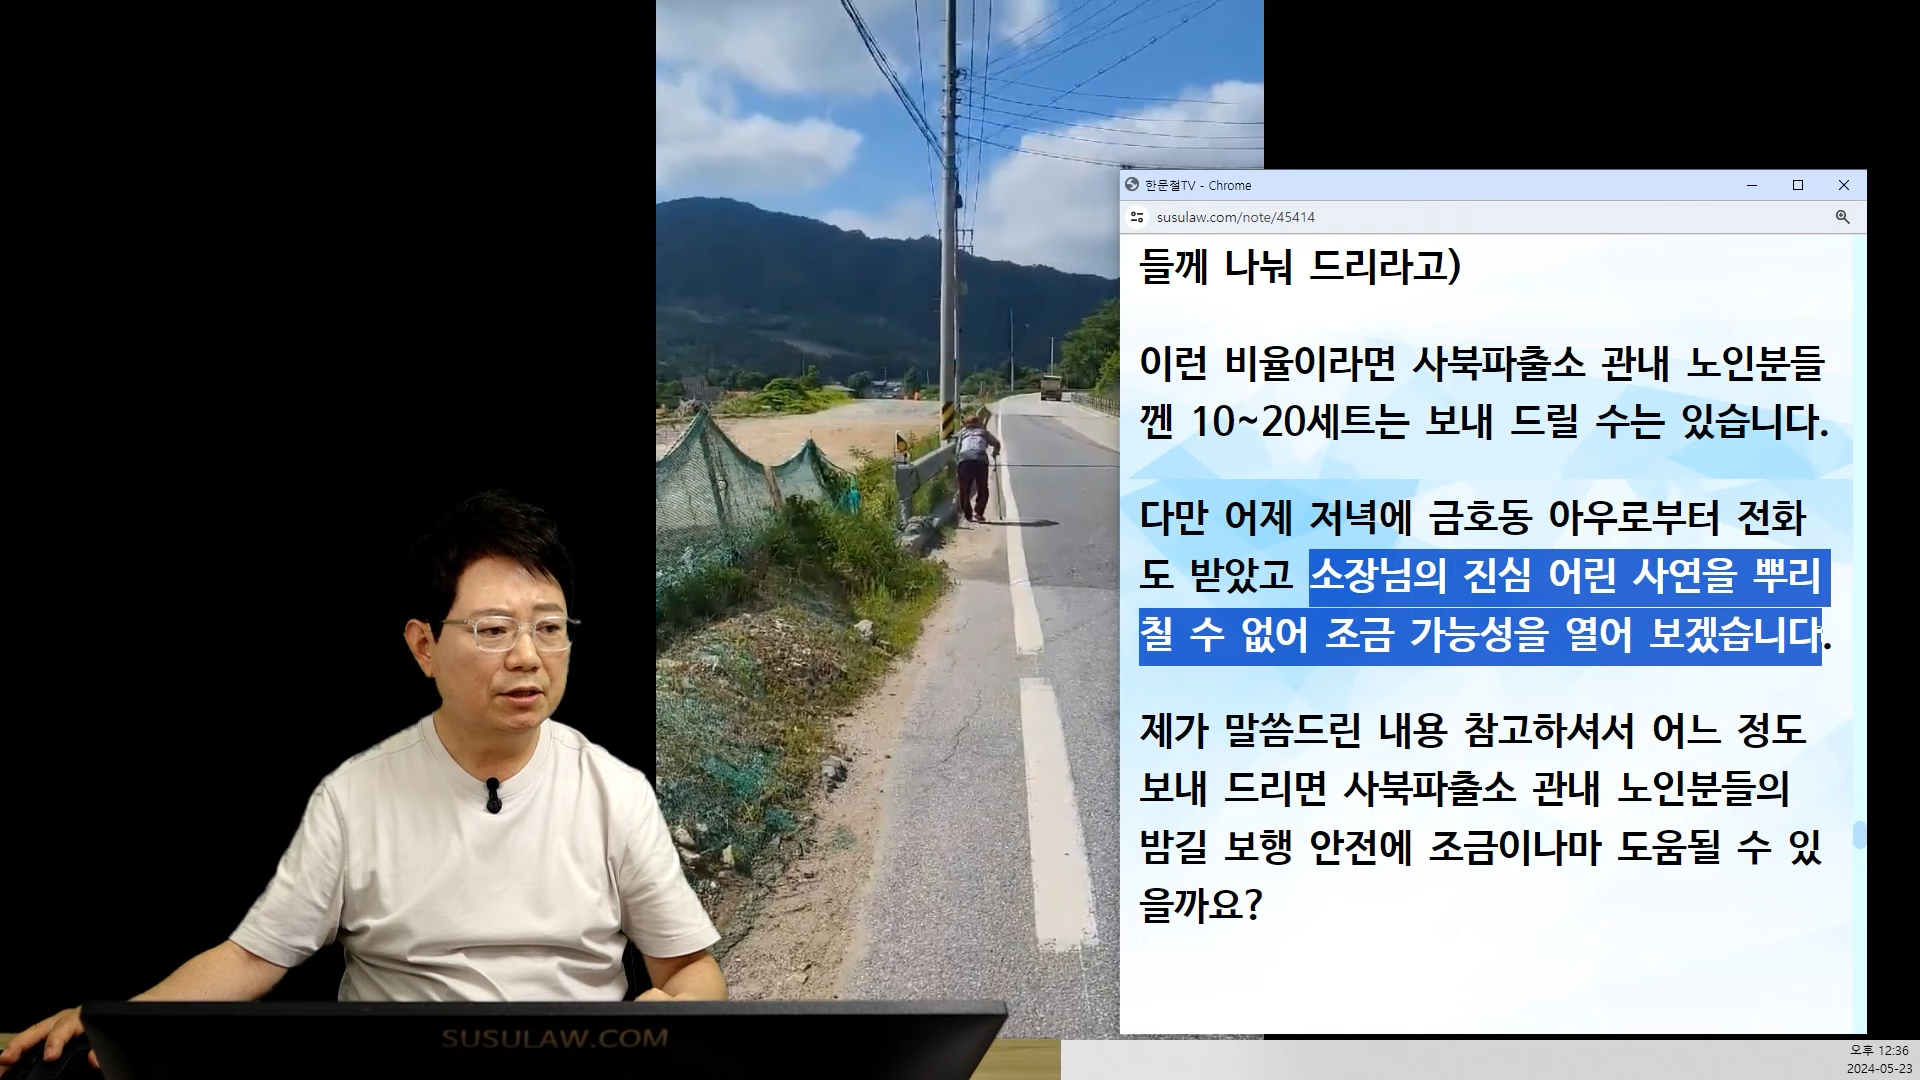 한문철TV - Chrome
susulaw.com/note/45414
들께 나눠 드리라고)
이런 비율이라면 사북파출소 관내 노인분들
껜 10~20세트는 보내 드릴 수는 있습니다.
다만 어제 저녁에 금호동 아우로부터 전화
도 받았고 소장님의 진심 어린 사연을 뿌리
칠 수 없어 조금 가능성을 열어 보겠습니다.
제가 말씀드린 내용 참고하셔서 어느 정도
보내 드리면 사북파출소 관내 노인분들의
밤길 보행 안전에 조금이나마 도움될 수 있
을까요?
SUSULAW.COM
오후 12:36
2024-05-23